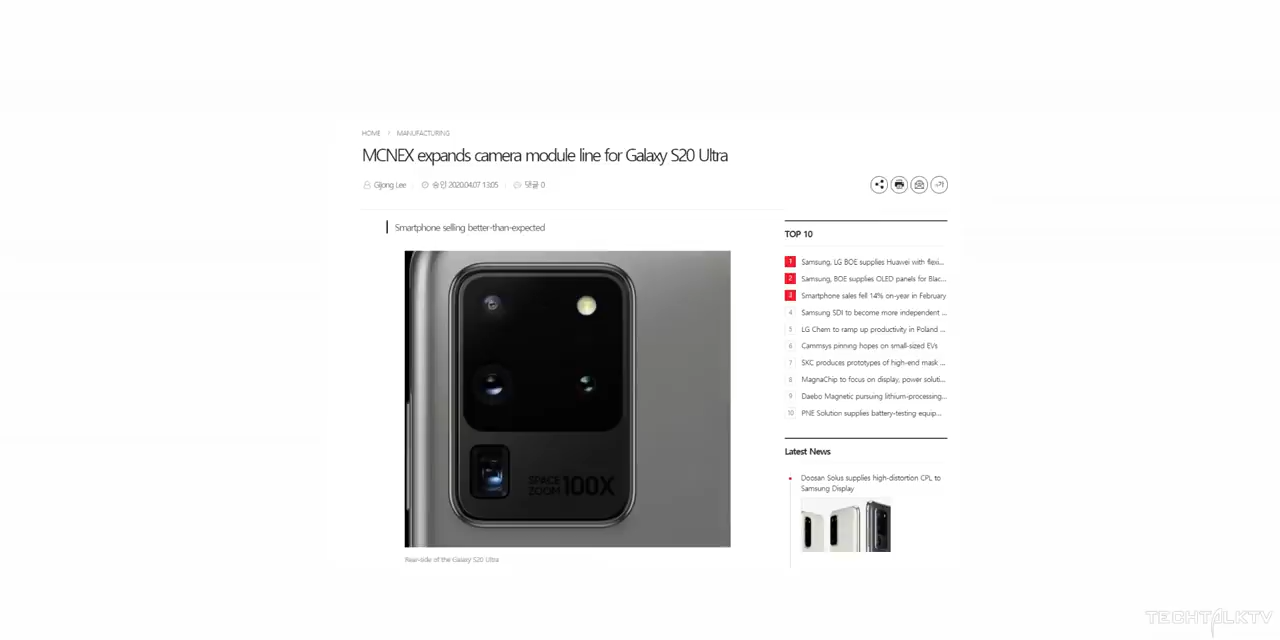 HOME › MANUFACTURING
MCNEX expands camera module line for Galaxy S20 Ultra
Gijong Lee
승인 2020.04.07 13:05
댓글 0
가
Smartphone selling better-than-expected
SPACE
ZOOM 100X
Rear-side of the Galaxy S20 Ultra
TOP 10
1 Samsung, LG BOE supplies Huawei with flexi...
2 Samsung, BOE supplies OLED panels for Blac...
3 Smartphone sales fell 14% on-year in February
4 Samsung SDI to become more independent ...
5 LG Chem to ramp up productivity in Poland ...
6 Cammsys pinning hopes on small-sized EVs
7 SKC produces prototypes of high-end mask ...
8 MagnaChip to focus on display, power soluti...
9 Daebo Magnetic pursuing lithium-processing...
10 PNE Solution supplies battery-testing equip...
Latest News
Doosan Solus supplies high-distortion CPL to
Samsung Display
TECHTALKTV